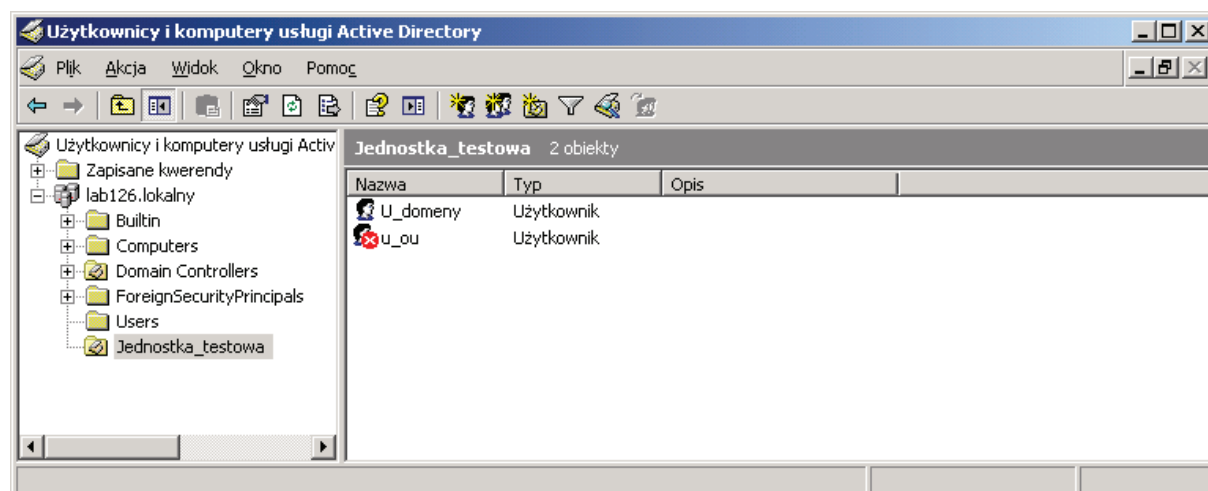 Użytkownicy i komputery usługi Active Directory
Plik Akcja Widok Okno Pomoc
Użytkownicy i komputery usługi Activ
Zapisane kwerendy
lab126.lokalny
Builtin
Computers
Domain Controllers
ForeignSecurityPrincipals
Users
Jednostka_testowa
Jednostka_testowa 2 obiekty
Nazwa Typ Opis
U_domeny Użytkownik
u_ou Użytkownik